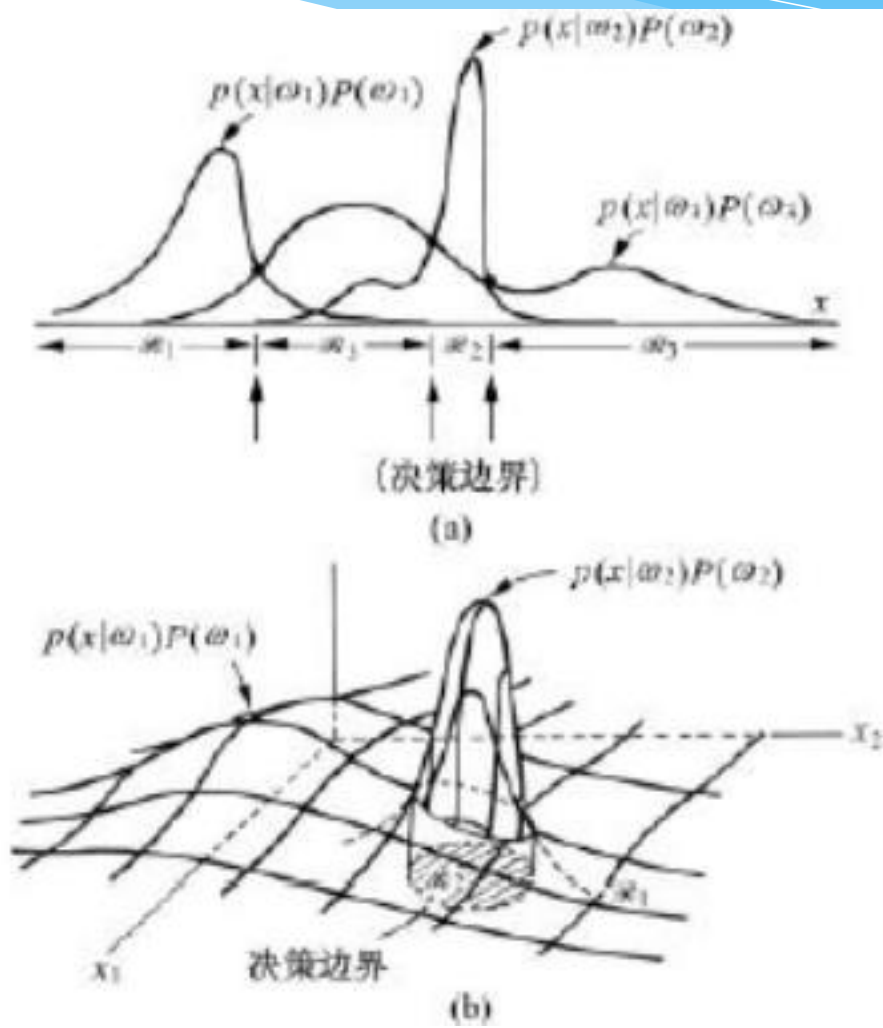 p(x|ω₂)P(ω₂)
p(x|ω₁)P(ω₁)
p(x|ω₃)P(ω₃)
x
ℛ₁ ℛ₃ ℛ₂ ℛ₃
(决策边界)
(a)
p(x|ω₂)P(ω₂)
p(x|ω₁)P(ω₁)
x₂
ℛ₁
x₁
决策边界
(b)